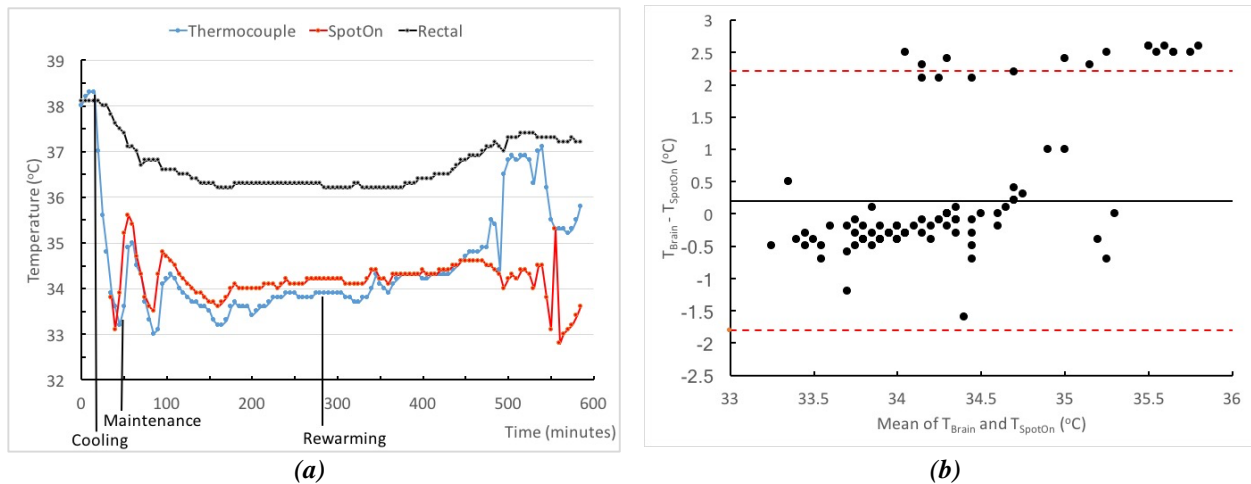 Thermocouple SpotOn Rectal
Temperature (°C)
39
38
37
36
35
34
33
32
0 100 200 300 400 500 600
Maintenance
Cooling
Rewarming
Time (minutes)
(a)
T_Brain - T_SpotOn (°C)
3
2.5
2
1.5
1
0.5
0
-0.5
-1
-1.5
-2
-2.5
33 33.5 34 34.5 35 35.5 36
Mean of T_Brain and T_SpotOn (°C)
(b)